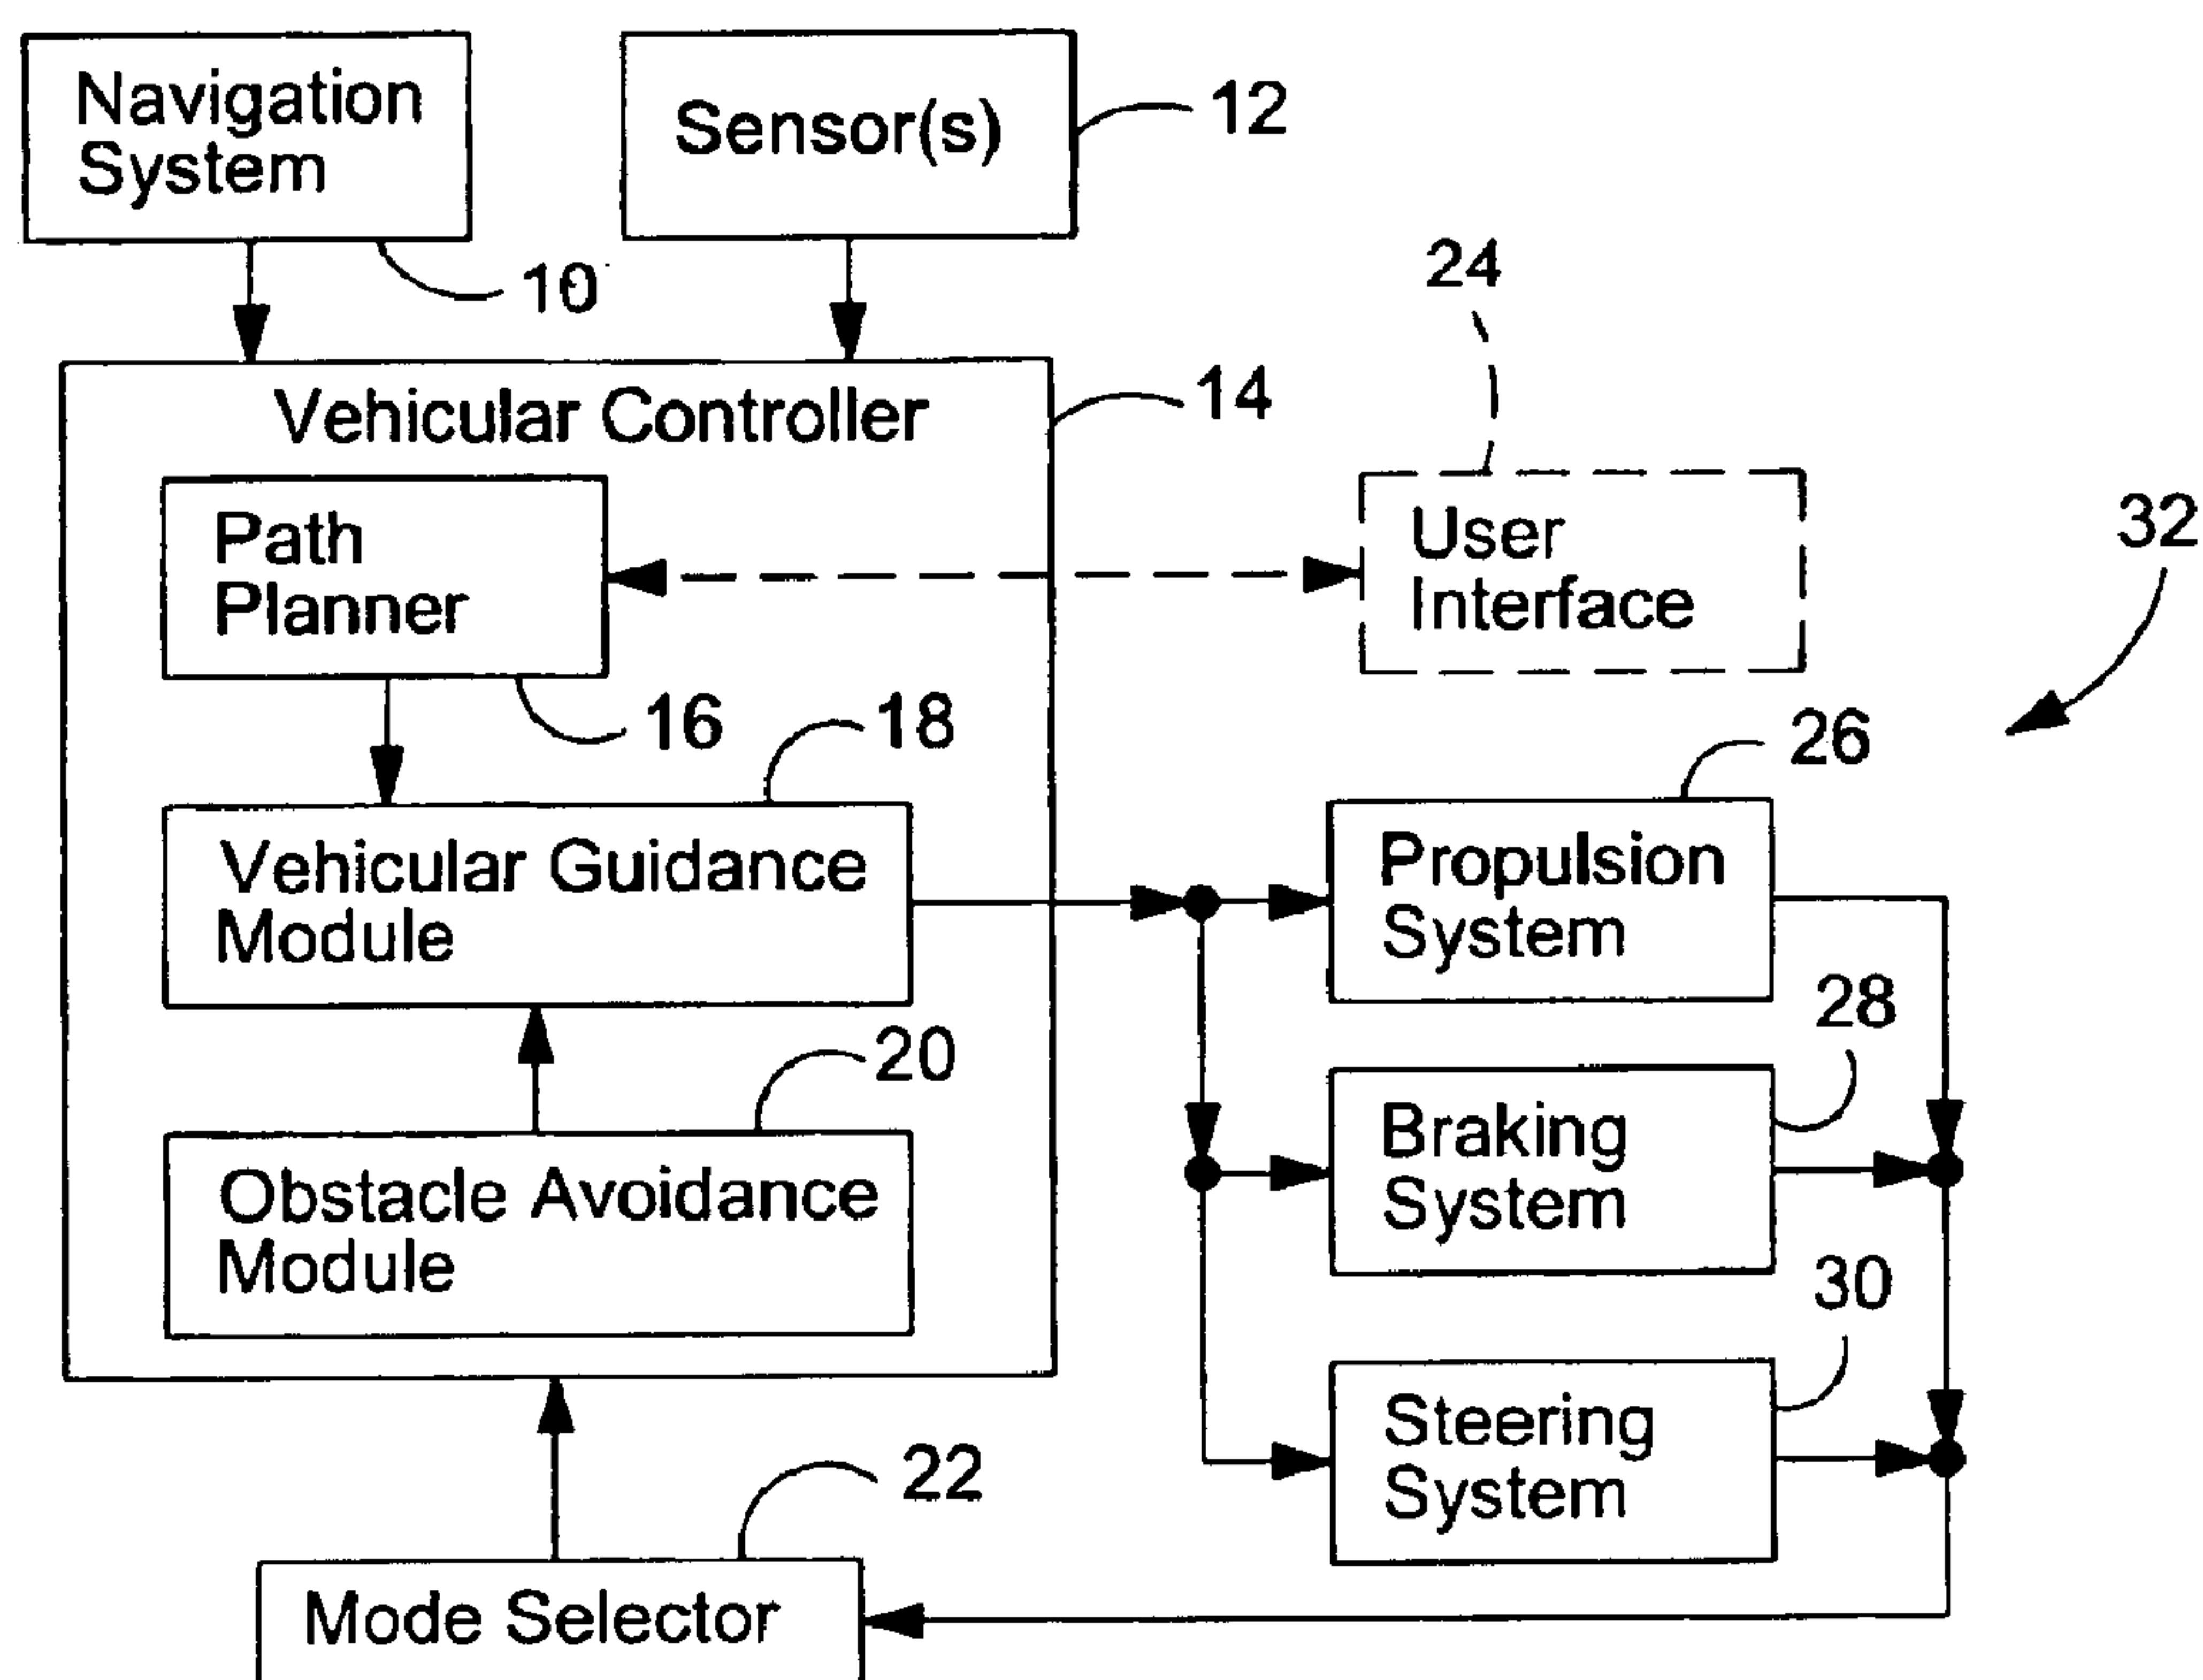 Navigation
System
Sensor(s)
12
10
24
Vehicular Controller
14
Path
Planner
User
Interface
32
16
18
26
Vehicular Guidance
Module
Propulsion
System
28
20
Obstacle Avoidance
Module
Braking
System
30
Steering
System
22
Mode Selector